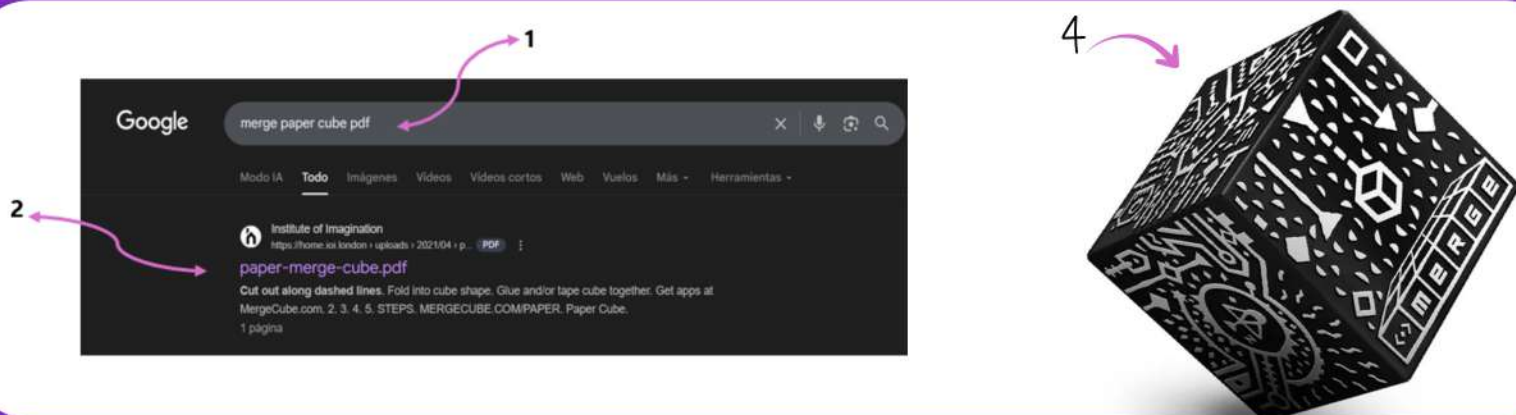 1
4
Google
merge paper cube pdf
Modo IA Todo Imágenes Vídeos Vídeos cortos Web Vuelos Más Herramientas
2
Institute of Imagination
https://home.ioi.london › uploads › 2021/04 › p... PDF
paper-merge-cube.pdf
Cut out along dashed lines. Fold into cube shape. Glue and/or tape cube together. Get apps at
MergeCube.com. 2. 3. 4. 5. STEPS. MERGECUBE.COM/PAPER. Paper Cube.
1 página
MERGE